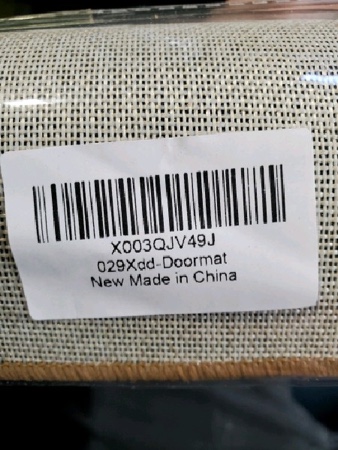 X003QJV49J
029Xdd-Doormat
New Made in China